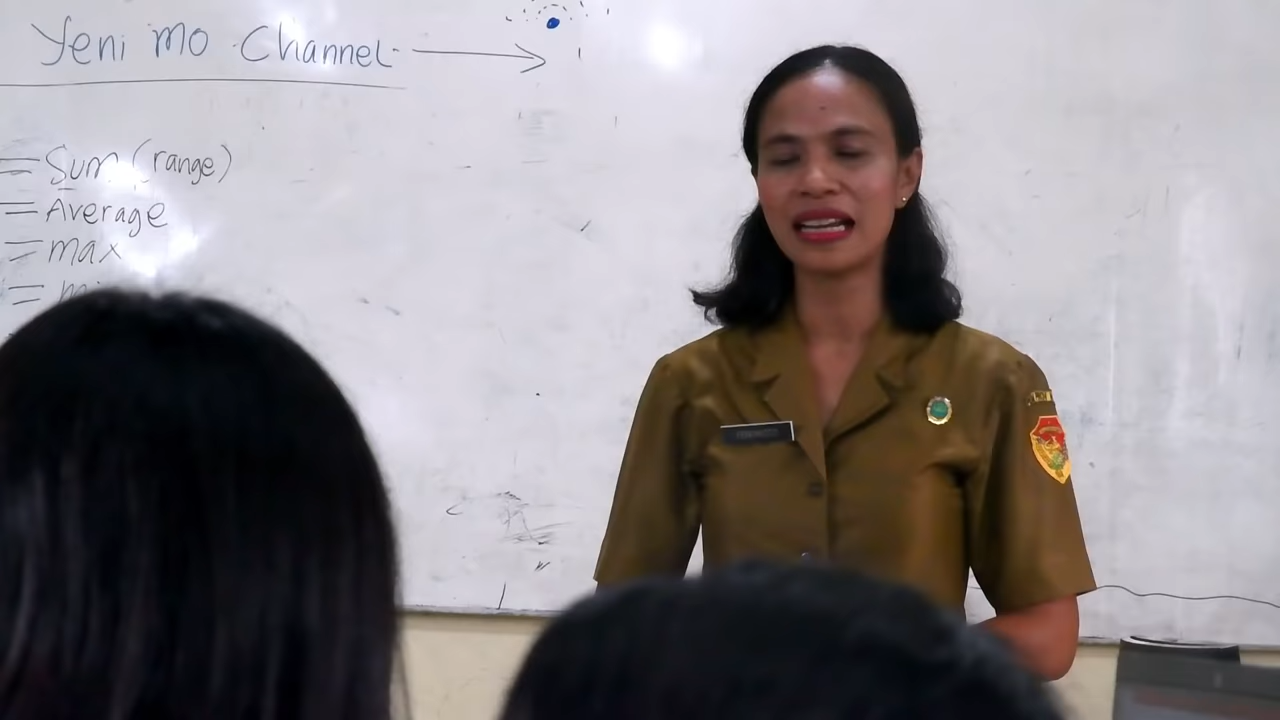 Yeni Mo Channel
= Sum (range)
= Average
= max
=